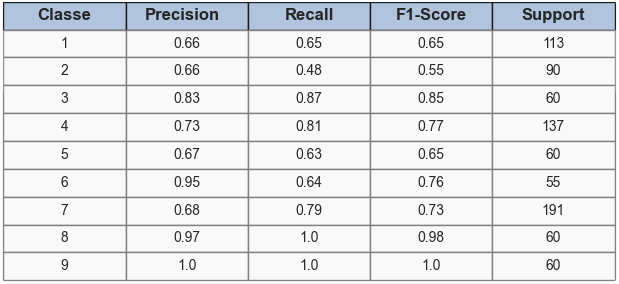 Classe Precision Recall F1-Score Support
1 0.66 0.65 0.65 113
2 0.66 0.48 0.55 90
3 0.83 0.87 0.85 60
4 0.73 0.81 0.77 137
5 0.67 0.63 0.65 60
6 0.95 0.64 0.76 55
7 0.68 0.79 0.73 191
8 0.97 1.0 0.98 60
9 1.0 1.0 1.0 60